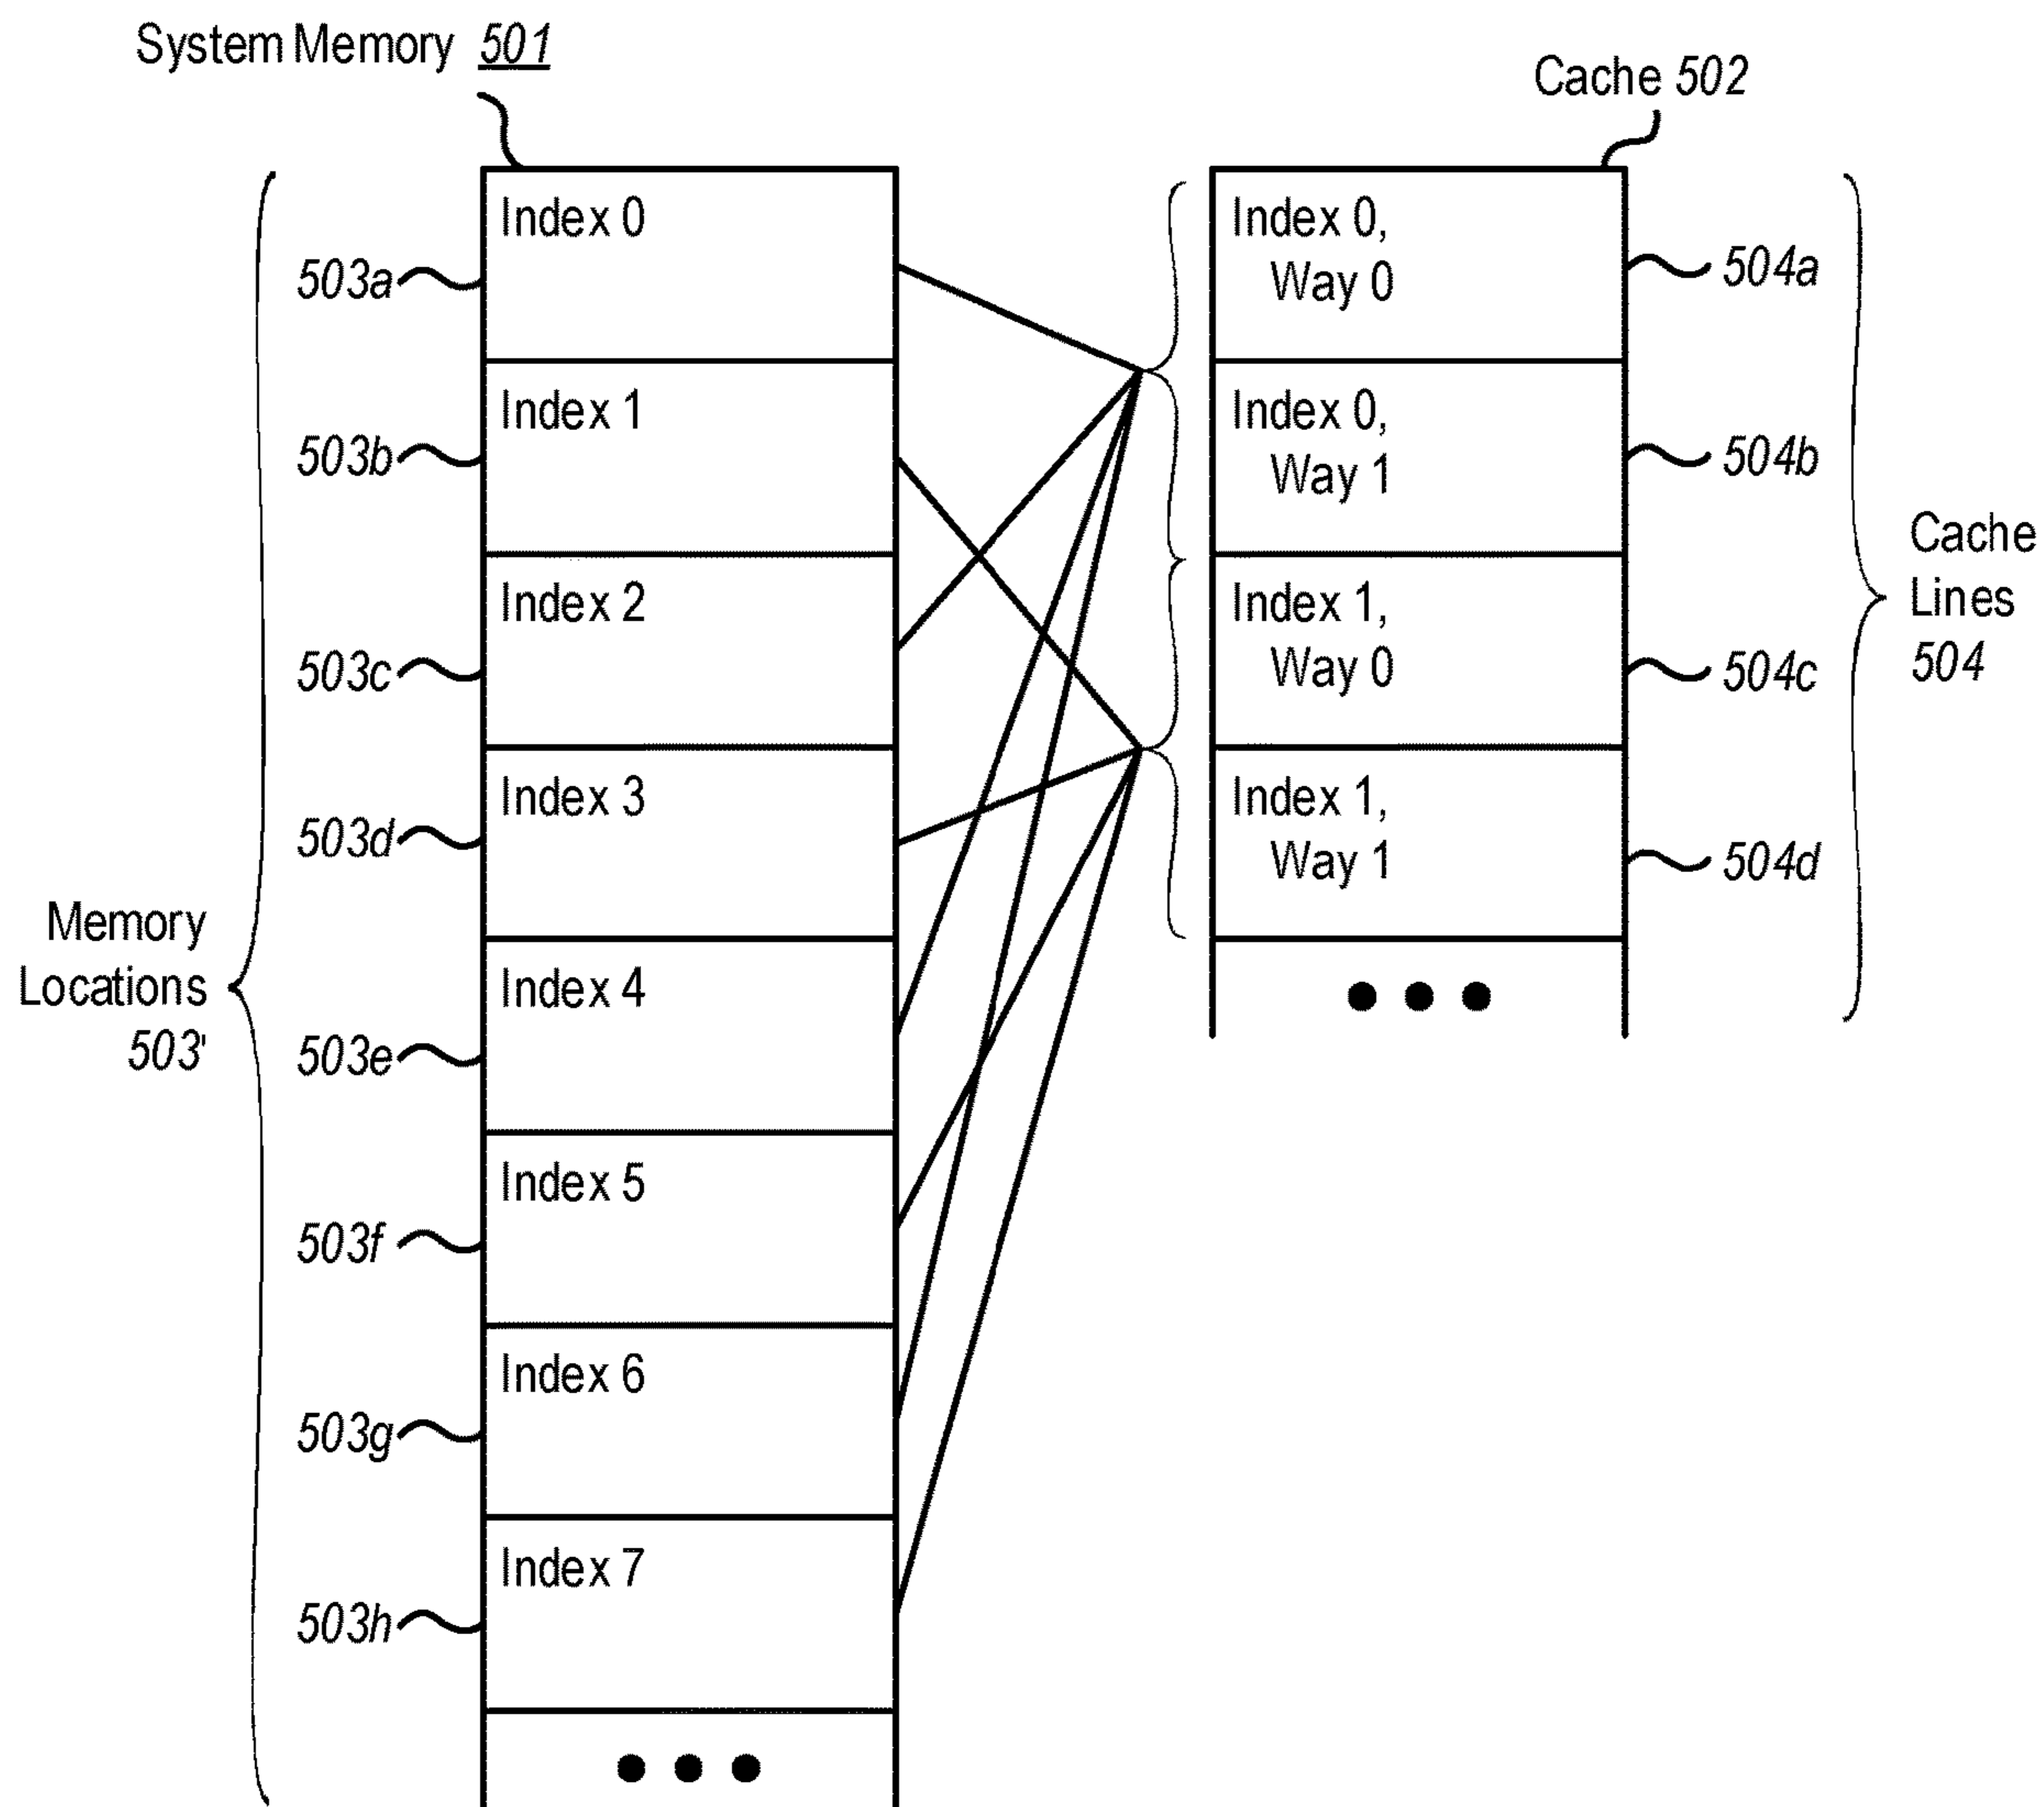 System Memory 501
Cache 502
Index 0
503a
Index 1
503b
Index 2
503c
Index 3
503d
Index 4
503e
Index 5
503f
Index 6
503g
Index 7
503h
Memory
Locations
503'
Index 0,
Way 0
504a
Index 0,
Way 1
504b
Index 1,
Way 0
504c
Index 1,
Way 1
504d
Cache
Lines
504